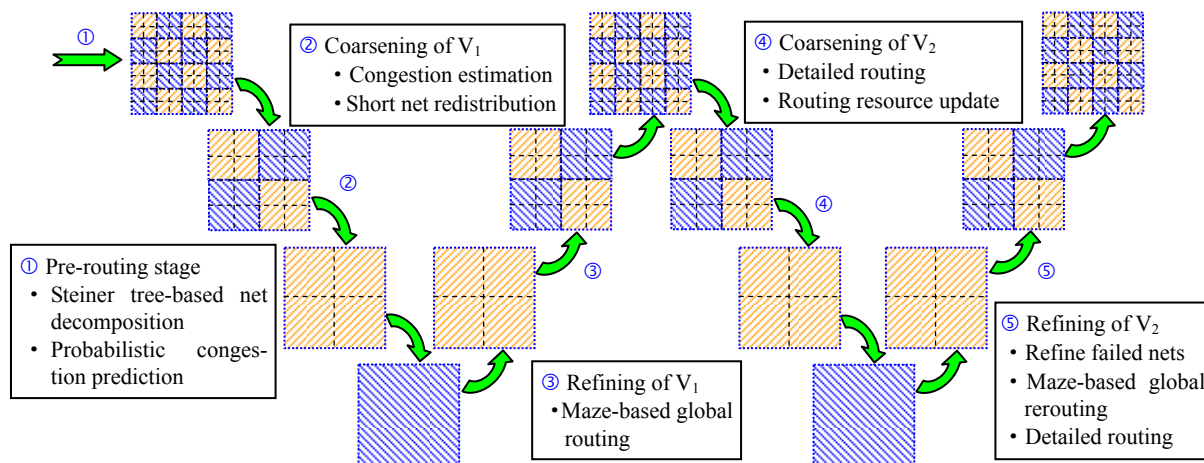 ①
② Coarsening of V1
• Congestion estimation
• Short net redistribution
④ Coarsening of V2
• Detailed routing
• Routing resource update
②
④
① Pre-routing stage
• Steiner tree-based net
decomposition
• Probabilistic conges-
tion prediction
③
⑤
③ Refining of V1
• Maze-based global
routing
⑤ Refining of V2
• Refine failed nets
• Maze-based global
rerouting
• Detailed routing